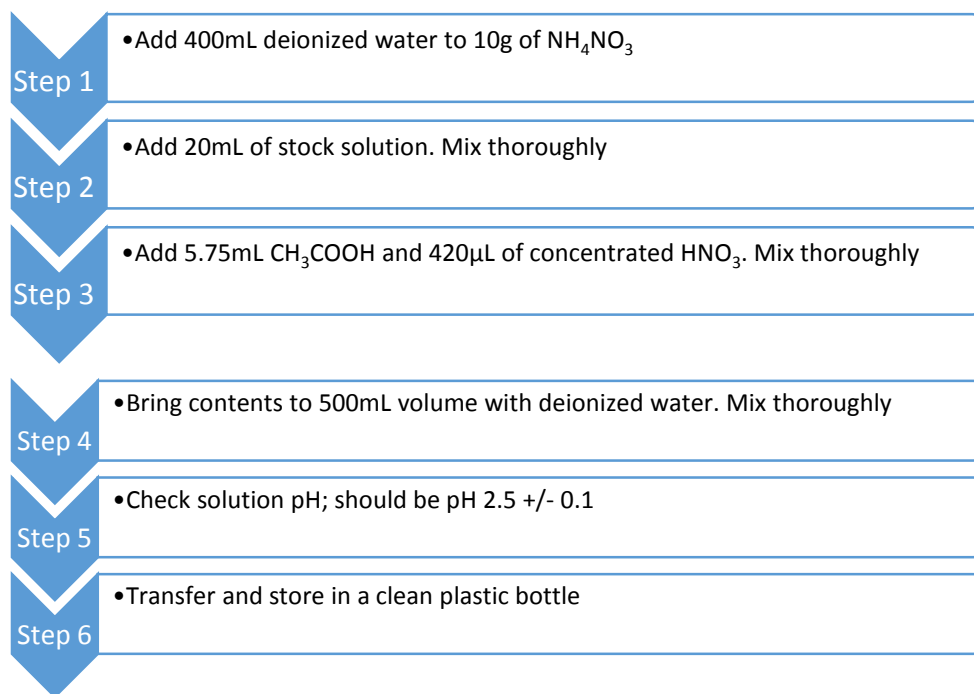 Step 1
•Add 400mL deionized water to 10g of NH₄NO₃
Step 2
•Add 20mL of stock solution. Mix thoroughly
Step 3
•Add 5.75mL CH₃COOH and 420µL of concentrated HNO₃. Mix thoroughly
Step 4
•Bring contents to 500mL volume with deionized water. Mix thoroughly
Step 5
•Check solution pH; should be pH 2.5 +/- 0.1
Step 6
•Transfer and store in a clean plastic bottle